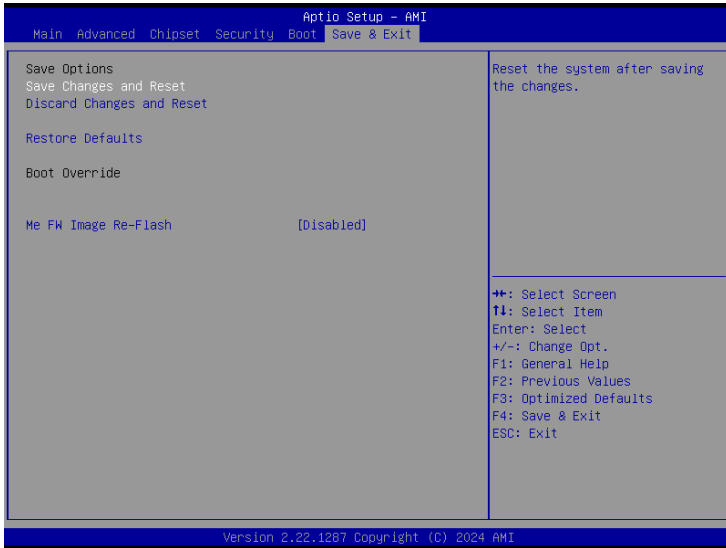 Aptio Setup – AMI
Main Advanced Chipset Security Boot Save & Exit
Save Options
Save Changes and Reset
Discard Changes and Reset
Restore Defaults
Boot Override
Me FW Image Re-Flash [Disabled]
Reset the system after saving
the changes.
→←: Select Screen
↑↓: Select Item
Enter: Select
+/-: Change Opt.
F1: General Help
F2: Previous Values
F3: Optimized Defaults
F4: Save & Exit
ESC: Exit
Version 2.22.1287 Copyright (C) 2024 AMI